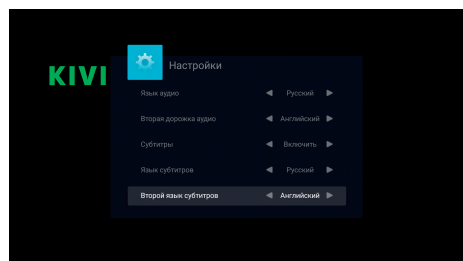 KIVI
Настройки
Язык аудио ◀ Русский ▶
Вторая дорожка аудио ◀ Английский ▶
Субтитры ◀ Включить ▶
Язык субтитров ◀ Русский ▶
Второй язык субтитров ◀ Английский ▶